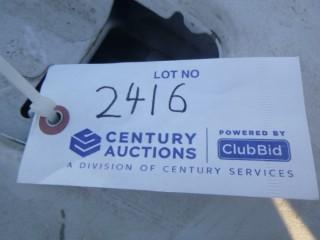 LOT NO
2416
CENTURY AUCTIONS
POWERED BY
ClubBid
A DIVISION OF CENTURY SERVICES